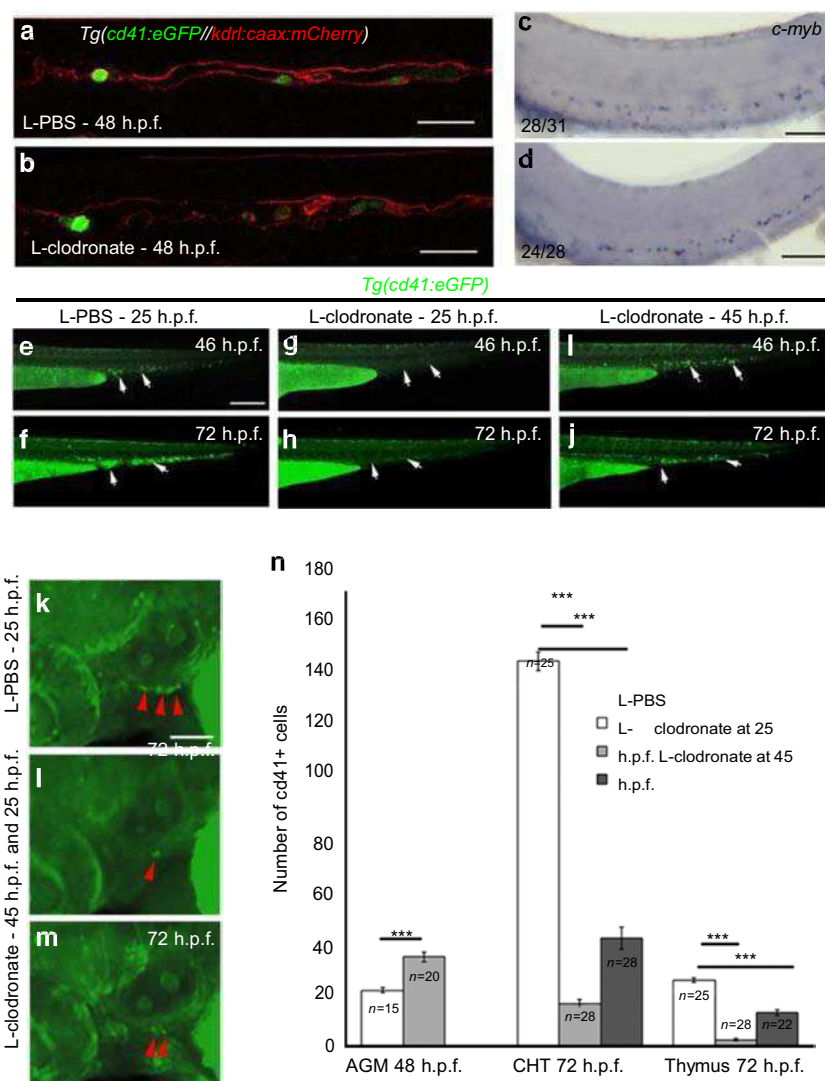 a
Tg(cd41:eGFP//kdrl:caax:mCherry)
L-PBS - 48 h.p.f.
b
L-clodronate - 48 h.p.f.
c
c-myb
28/31
d
24/28
Tg(cd41:eGFP)
L-PBS - 25 h.p.f.
L-clodronate - 25 h.p.f.
L-clodronate - 45 h.p.f.
e
46 h.p.f.
g
46 h.p.f.
I
46 h.p.f.
f
72 h.p.f.
h
72 h.p.f.
j
72 h.p.f.
L-PBS - 25 h.p.f.
k
72 h.p.f.
L-clodronate - 45 h.p.f. and 25 h.p.f.
l
m
72 h.p.f.
n
Number of cd41+ cells
180
160
140
120
100
80
60
40
20
0
***
n=15
n=20
AGM 48 h.p.f.
***
***
n=25
n=28
n=28
CHT 72 h.p.f.
***
***
n=25
n=28
n=22
Thymus 72 h.p.f.
L-PBS
L- clodronate at 25
h.p.f. L-clodronate at 45
h.p.f.